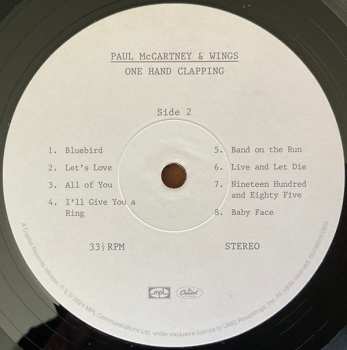 PAUL McCARTNEY & WINGS
ONE HAND CLAPPING
Side 2
1. Bluebird
2. Let's Love
3. All of You
4. I'll Give You a
Ring
5. Band on the Run
6. Live and Let Die
7. Nineteen Hundred
and Eighty Five
8. Baby Face
33⅓ RPM
STEREO
mpl
Capitol